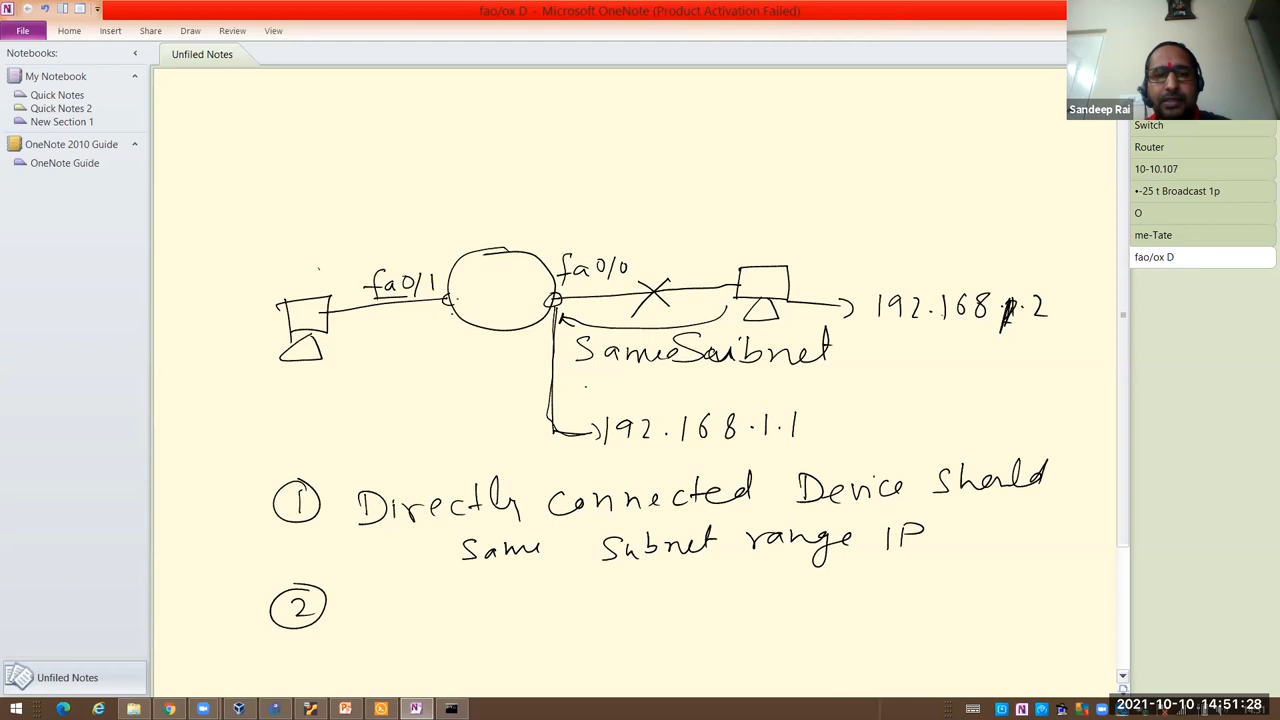 fao/ox D - Microsoft OneNote (Product Activation Failed)
File Home Insert Share Draw Review View
Notebooks:
Unfiled Notes
My Notebook
Quick Notes
Quick Notes 2
New Section 1
OneNote 2010 Guide
OneNote Guide
Sandeep Rai
Switch
Router
10-10.107
•-25 t Broadcast 1p
O
me-Tate
fao/ox D
fa0/1
fa0/0
192.168 .2
Same Subnet
192.168.1.1
1 Directly connected Device Should
Same Subnet range IP
2
Unfiled Notes
2021-10-10 14:51:28